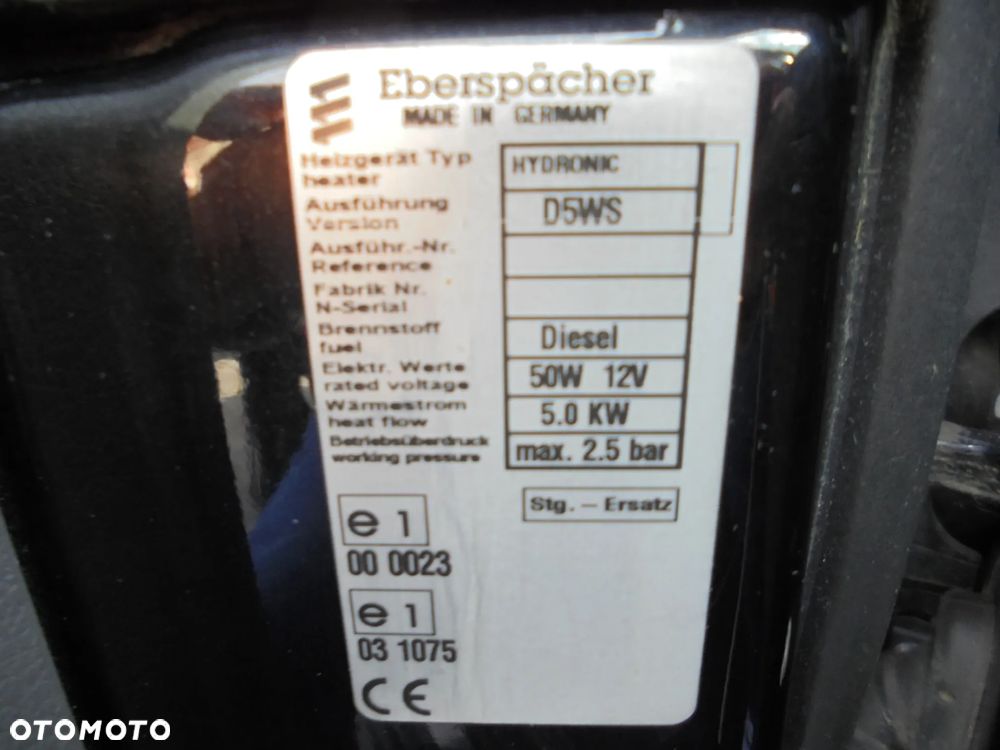 Eberspächer
MADE IN GERMANY
Heizgerät Typ HYDRONIC
heater
Ausführung D5WS
Version
Ausführ.-Nr.
Reference
Fabrik Nr.
N-Serial
Brennstoff Diesel
fuel
Elektr. Werte 50W 12V
rated voltage
Wärmestrom 5.0 KW
heat flow
Betriebsüberdruck max. 2.5 bar
working pressure
Stg. - Ersatz
e 1
00 0023
e 1
03 1075
CE
OTOMOTO